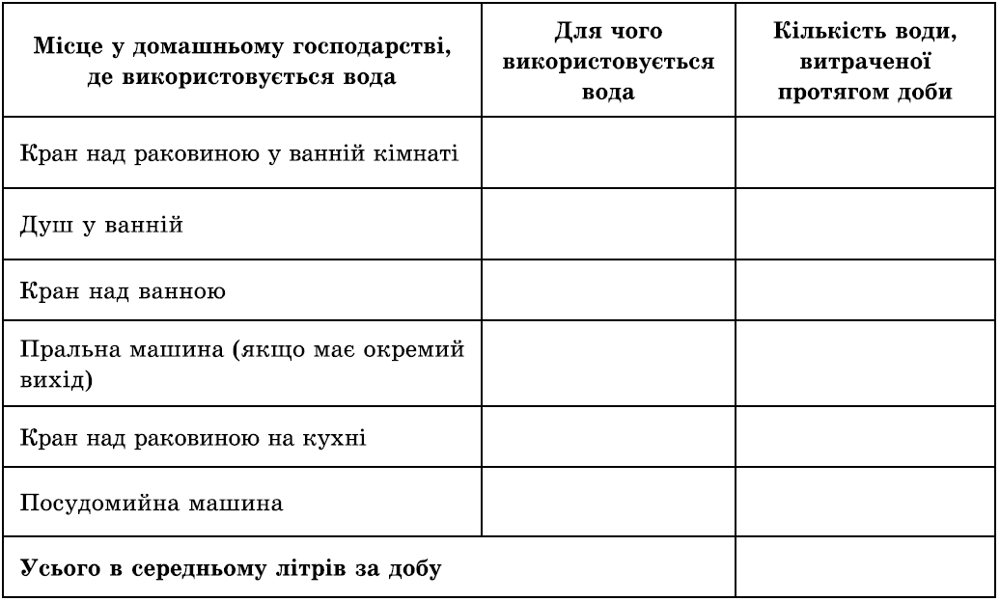 Місце у домашньому господарстві,
де використовується вода
Для чого
використовується
вода
Кількість води,
витраченої
протягом доби
Кран над раковиною у ванній кімнаті
Душ у ванній
Кран над ванною
Пральна машина (якщо має окремий
вихід)
Кран над раковиною на кухні
Посудомийна машина
Усього в середньому літрів за добу